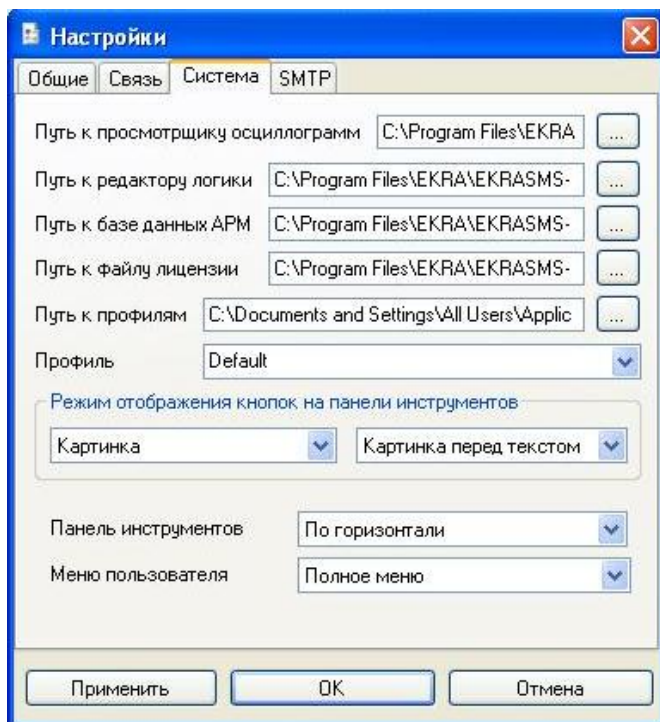 Настройки
Общие Связь Система SMTP
Путь к просмотрщику осциллограмм C:\Program Files\EKRA ...
Путь к редактору логики C:\Program Files\EKRA\EKRASMS- ...
Путь к базе данных АРМ C:\Program Files\EKRA\EKRASMS- ...
Путь к файлу лицензии C:\Program Files\EKRA\EKRASMS- ...
Путь к профилям C:\Documents and Settings\All Users\Applic ...
Профиль Default
Режим отображения кнопок на панели инструментов
Картинка Картинка перед текстом
Панель инструментов По горизонтали
Меню пользователя Полное меню
Применить OK Отмена